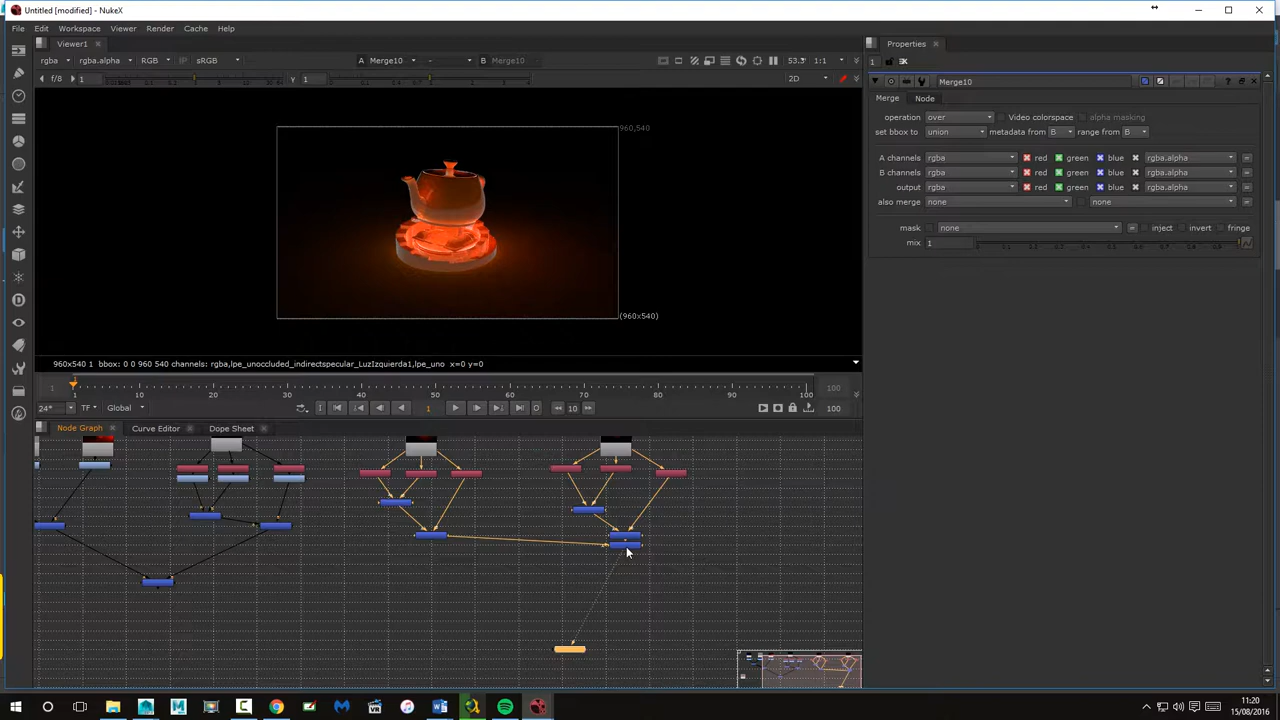 Untitled [modified] - NukeX
File Edit Workspace Viewer Render Cache Help
Viewer1
rgba rgba.alpha RGB IP sRGB A Merge10 - B Merge10 53.3 1:1
f/8 1 γ 1 2D
960,540
(960x540)
960x540 1 bbox: 0 0 960 540 channels: rgba,lpe_unoccluded_indirectspecular_LuzIzquierda1,lpe_uno x=0 y=0
1 1 10 20 30 40 50 60 70 80 90 100 100
24* TF Global 1 10 100
Node Graph Curve Editor Dope Sheet
Properties
1
Merge10
Merge Node
operation over Video colorspace alpha masking
set bbox to union metadata from B range from B
A channels rgba red green blue rgba.alpha =
B channels rgba red green blue rgba.alpha =
output rgba red green blue rgba.alpha =
also merge none none =
mask none = inject invert fringe
mix 1
11:20
15/08/2016